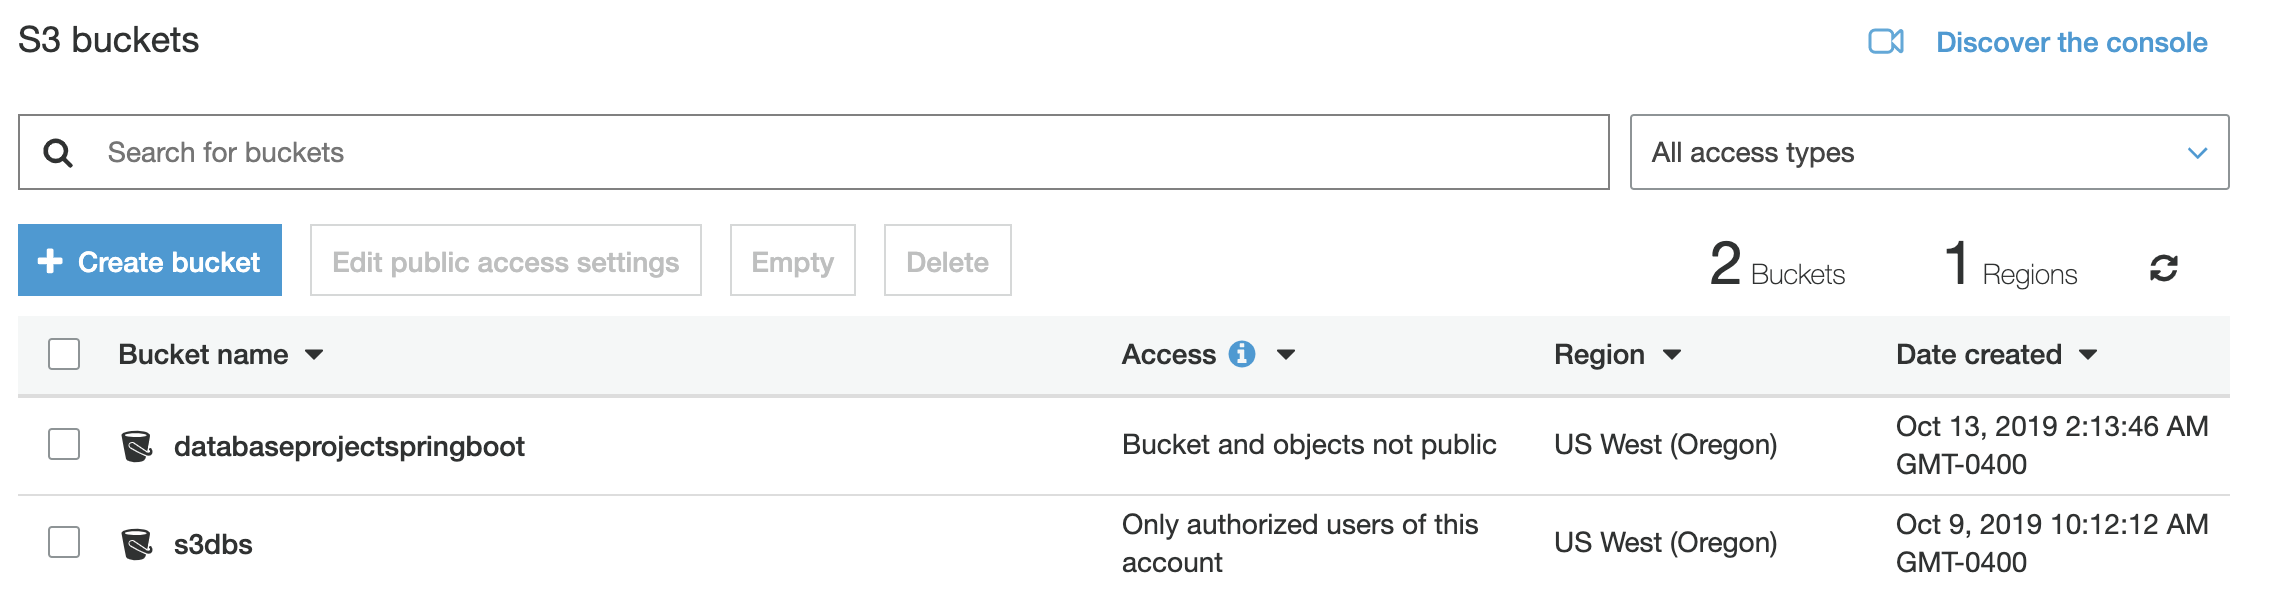 S3 buckets
Discover the console
Search for buckets
All access types
Create bucket
Edit public access settings
Empty
Delete
2 Buckets
1 Regions
Bucket name
Access
Region
Date created
databaseprojectspringboot
Bucket and objects not public
US West (Oregon)
Oct 13, 2019 2:13:46 AM
GMT-0400
s3dbs
Only authorized users of this
account
US West (Oregon)
Oct 9, 2019 10:12:12 AM
GMT-0400